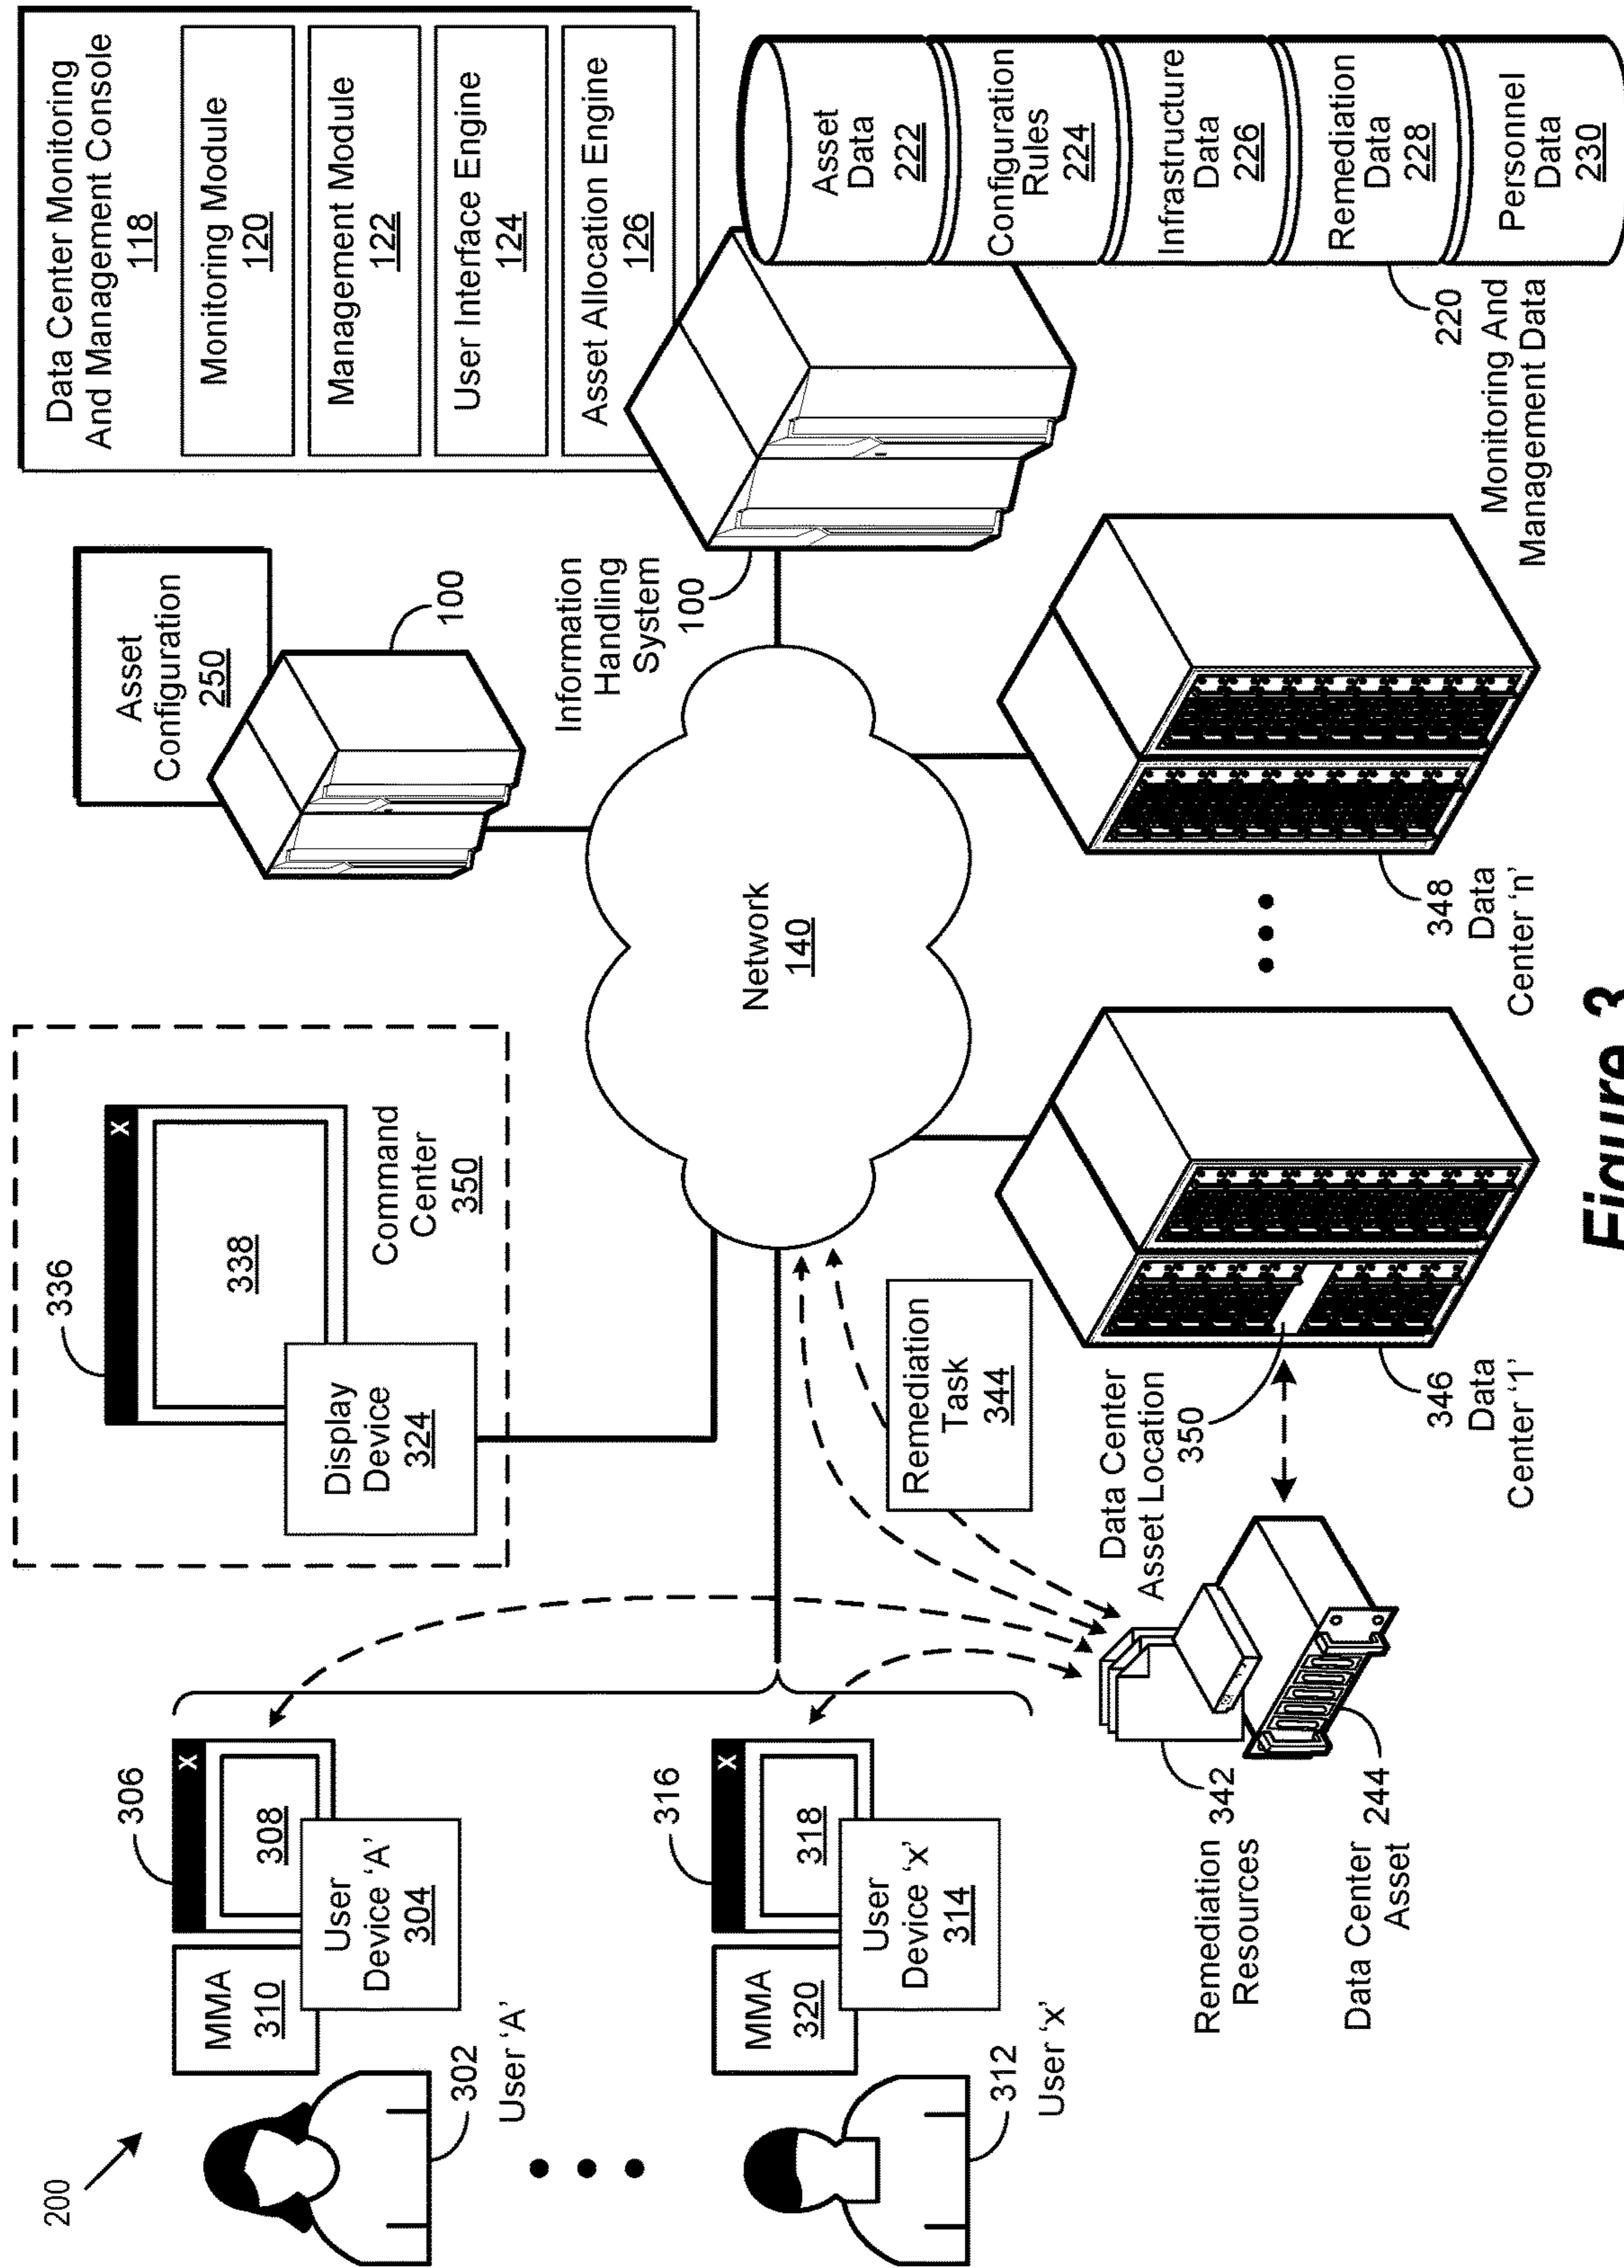 200
302
User ‘A’
MMA
310
306
X
308
User
Device ‘A’
304
312
User ‘x’
MMA
320
316
X
318
User
Device ‘x’
314
336
X
338
Display
Device
324
Command
Center
350
Asset
Configuration
250
100
Data Center Monitoring
And Management Console
118
Monitoring Module
120
Management Module
122
User Interface Engine
124
Asset Allocation Engine
126
Information
Handling
System
100
Network
140
Remediation
Task
344
Remediation
Resources
342
Data Center
Asset
244
Data Center
Asset Location
350
346
Data
Center ‘1’
348
Data
Center ‘n’
Asset
Data
222
Configuration
Rules
224
Infrastructure
Data
226
Remediation
Data
228
Personnel
Data
230
220
Monitoring And
Management Data
Figure 3